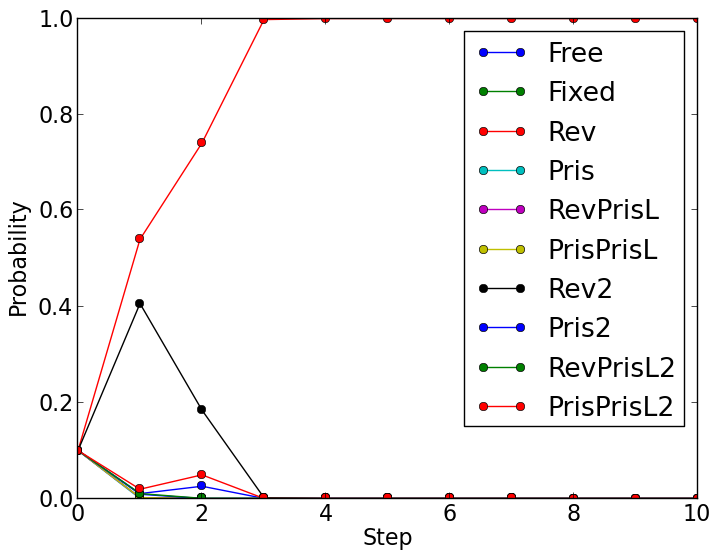 1.0
0.8
0.6
0.4
0.2
0.0
Probability
0 2 4 6 8 10
Step
Free
Fixed
Rev
Pris
RevPrisL
PrisPrisL
Rev2
Pris2
RevPrisL2
PrisPrisL2